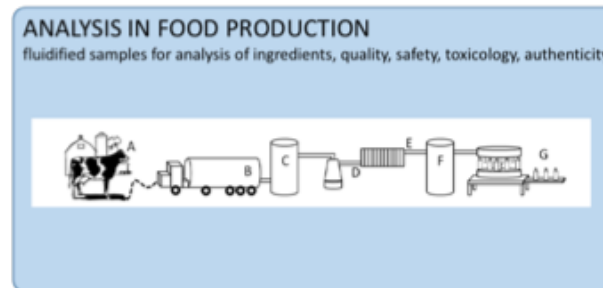 ANALYSIS IN FOOD PRODUCTION
fluidified samples for analysis of ingredients, quality, safety, toxicology, authenticity
A
B
C
D
E
F
G